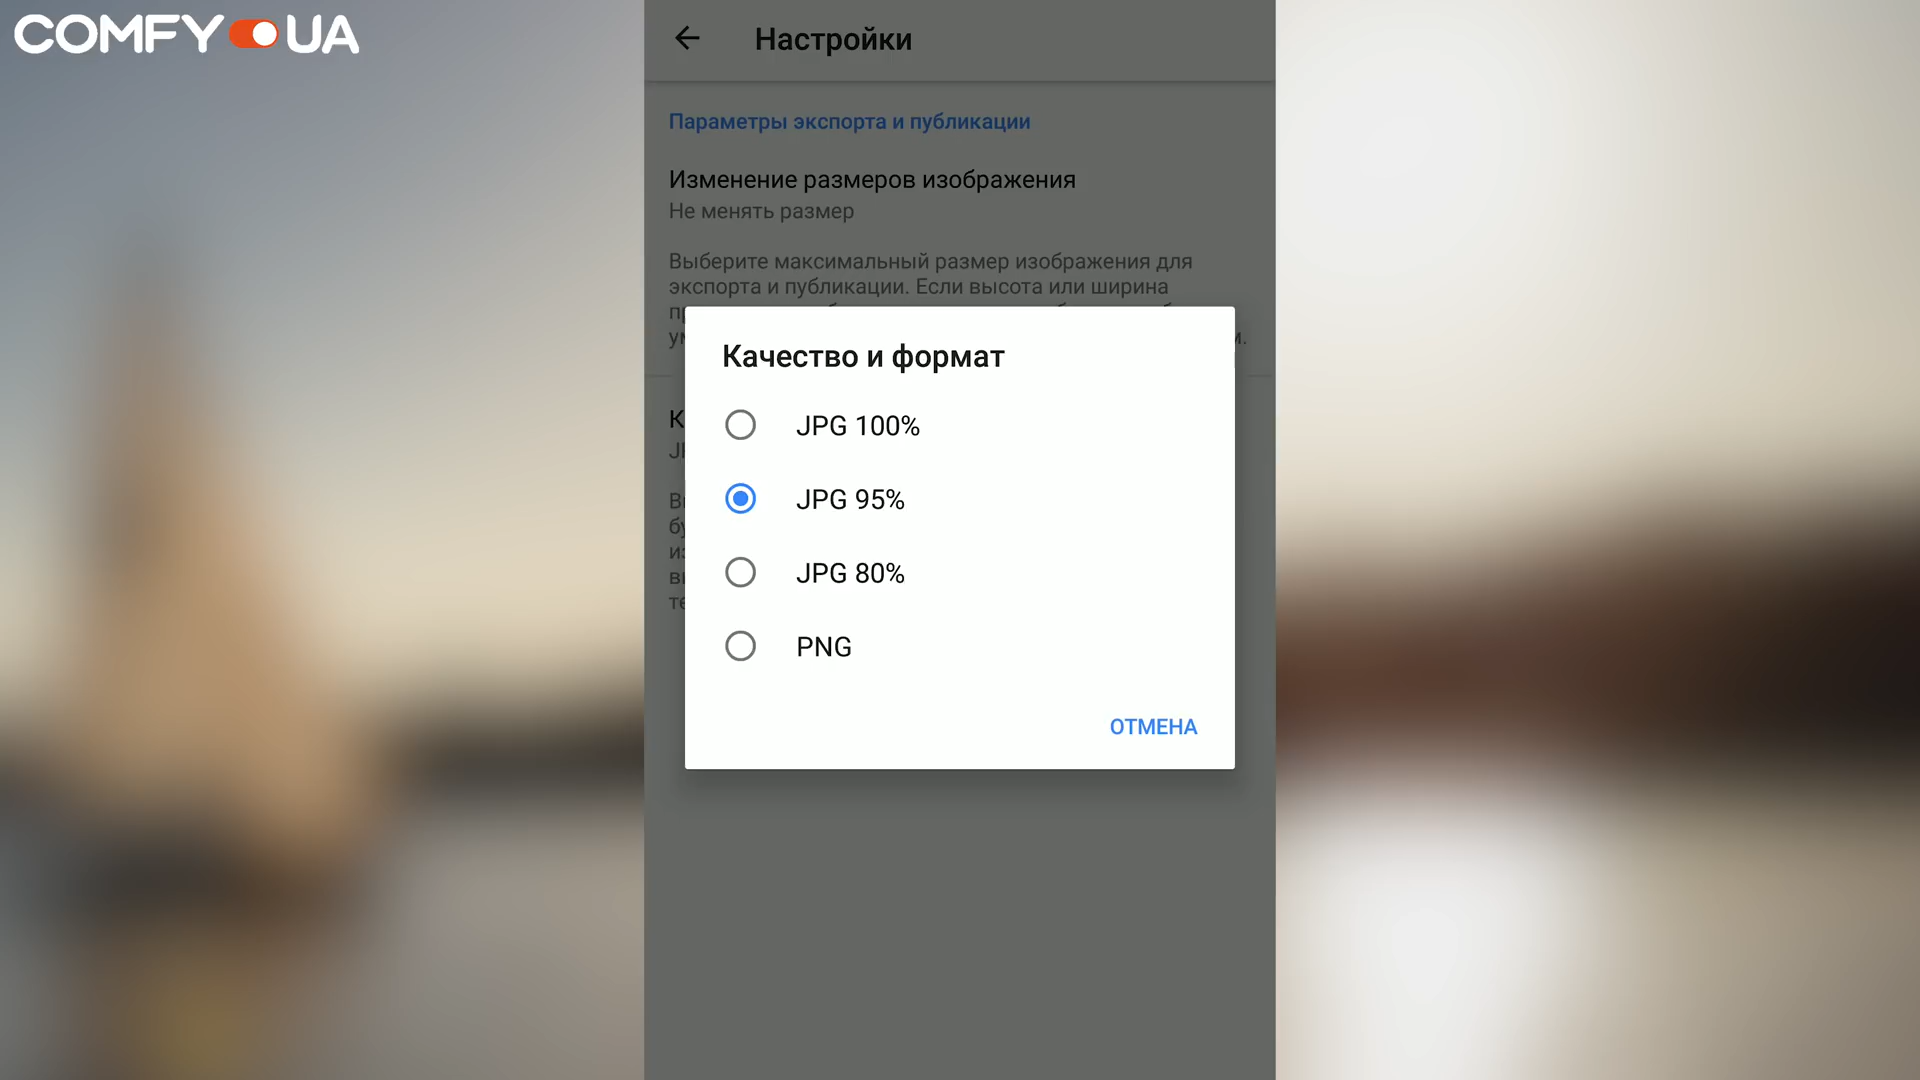 COMFY UA
Настройки
Параметры экспорта и публикации
Изменение размеров изображения
Не менять размер
Выберите максимальный размер изображения для
экспорта и публикации. Если высота или ширина
Качество и формат
JPG 100%
JPG 95%
JPG 80%
PNG
ОТМЕНА